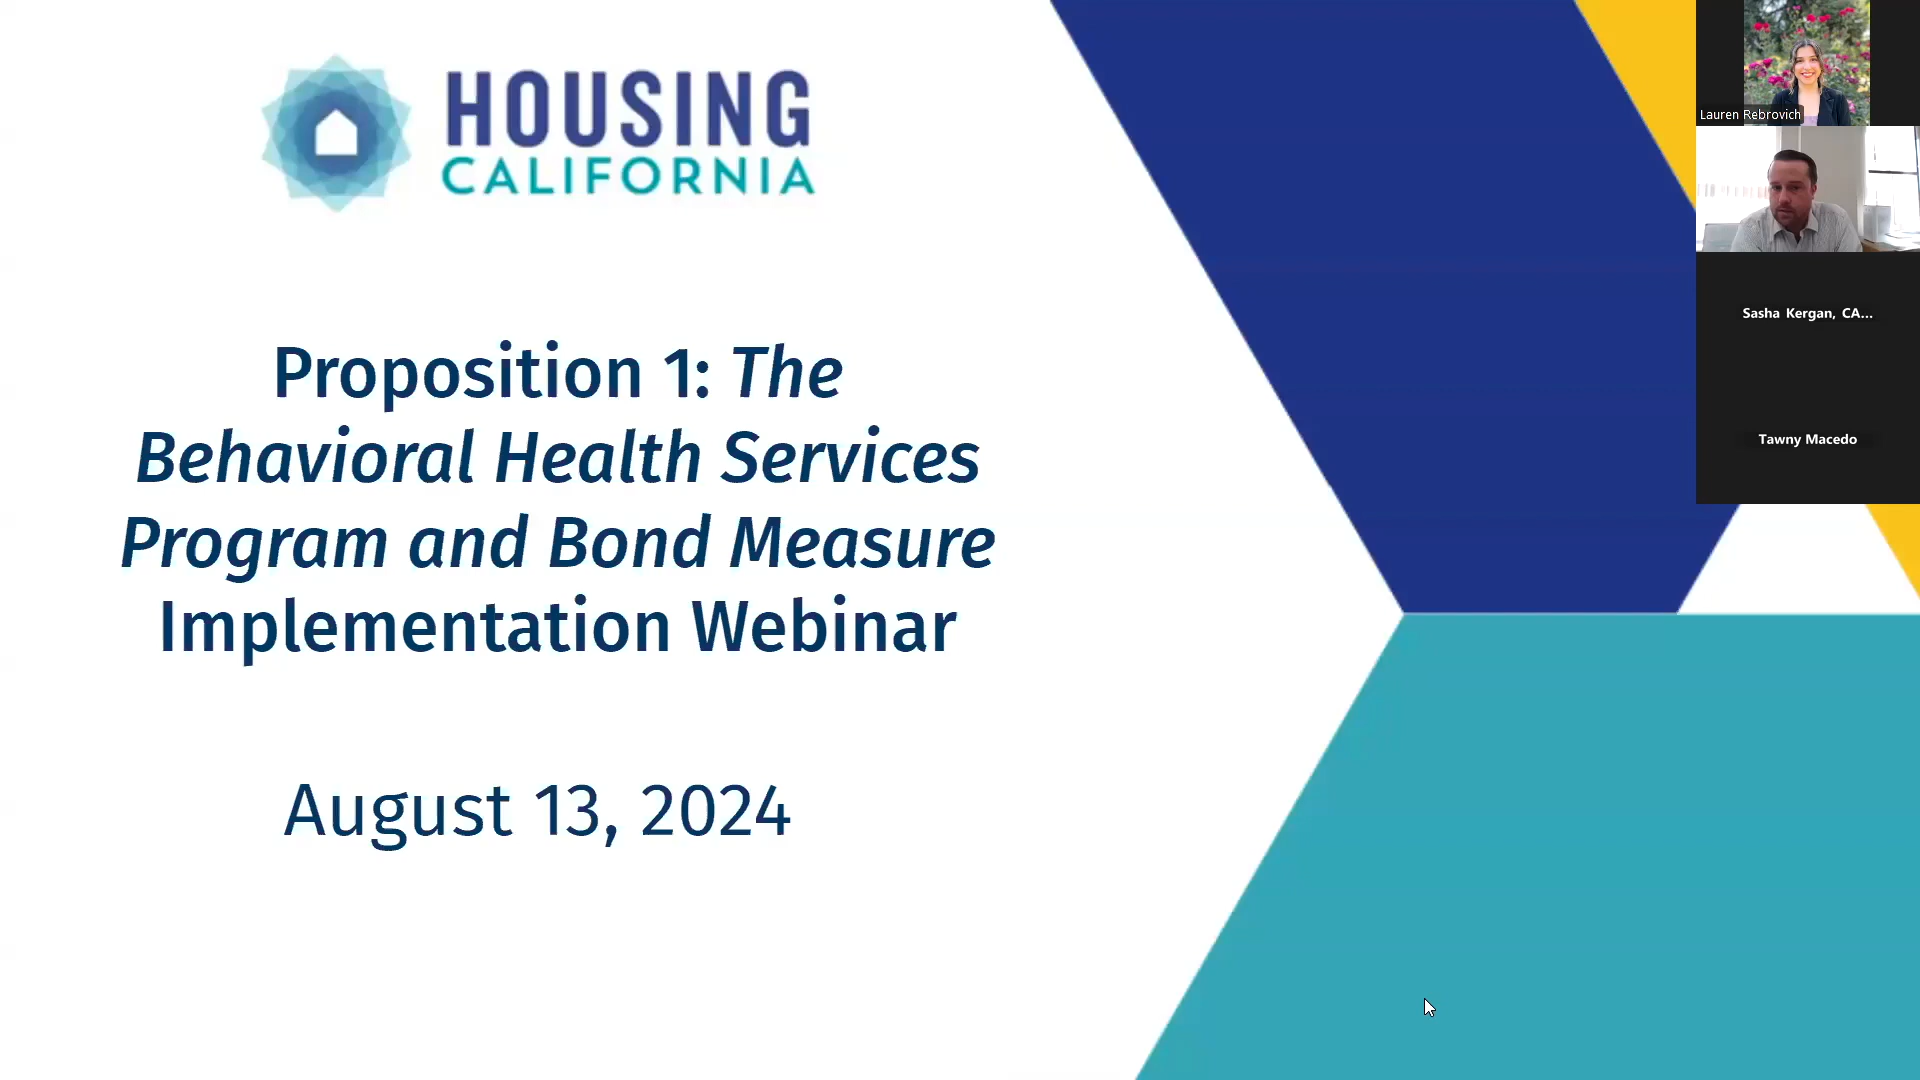 HOUSING
CALIFORNIA
Proposition 1: The
Behavioral Health Services
Program and Bond Measure
Implementation Webinar
August 13, 2024
Lauren Rebrovich
Sasha Kergan, CA...
Tawny Macedo